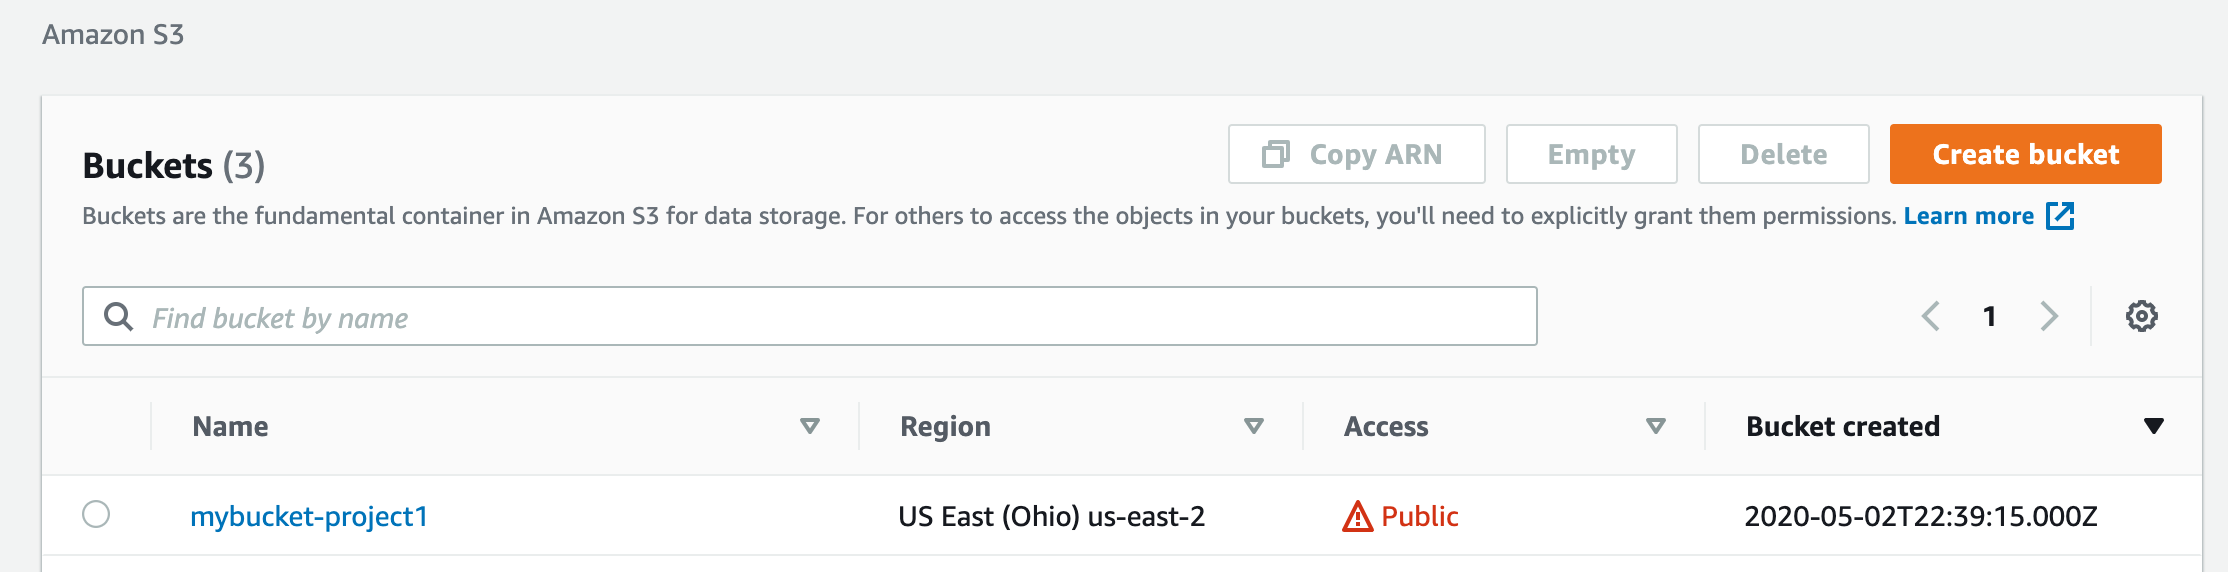 Amazon S3
Buckets (3)
Copy ARN
Empty
Delete
Create bucket
Buckets are the fundamental container in Amazon S3 for data storage. For others to access the objects in your buckets, you'll need to explicitly grant them permissions. Learn more
Find bucket by name
1
Name Region Access Bucket created
mybucket-project1 US East (Ohio) us-east-2 Public 2020-05-02T22:39:15.000Z